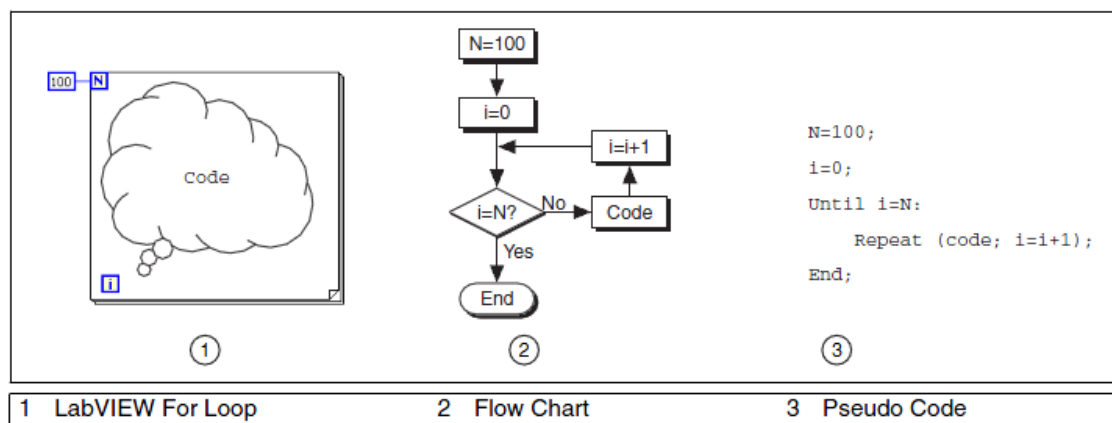 100 N
Code
i
1
N=100
i=0
i=i+1
i=N?
No
Code
Yes
End
2
N=100;
i=0;
Until i=N:
Repeat (code; i=i+1);
End;
3
1 LabVIEW For Loop
2 Flow Chart
3 Pseudo Code